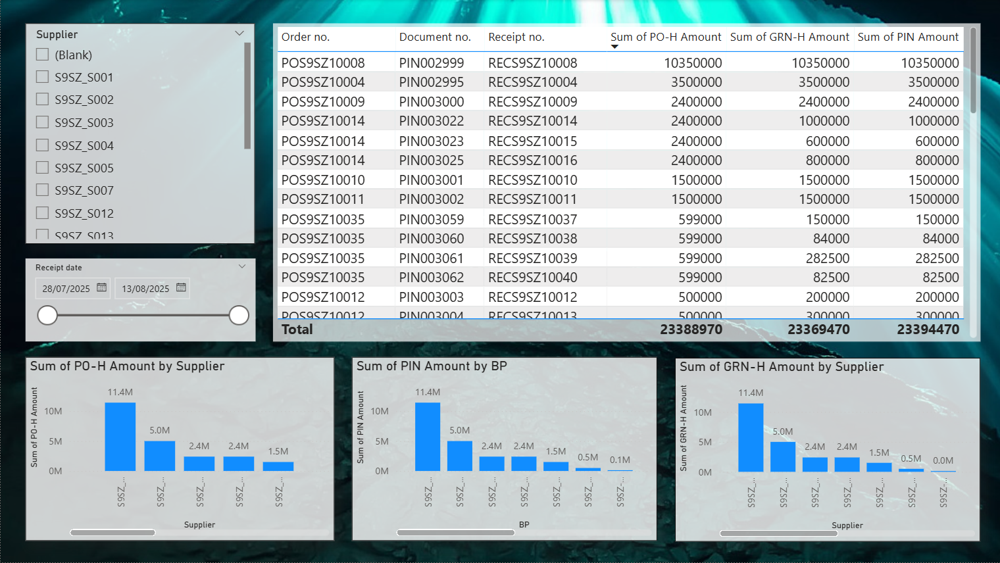 Supplier
(Blank)
S9SZ_S001
S9SZ_S002
S9SZ_S003
S9SZ_S004
S9SZ_S005
S9SZ_S007
S9SZ_S012
S9SZ_S013
Receipt date
28/07/2025 13/08/2025
Order no. Document no. Receipt no. Sum of PO-H Amount Sum of GRN-H Amount Sum of PIN Amount
POS9SZ10008 PIN002999 RECS9SZ10008 10350000 10350000 10350000
POS9SZ10004 PIN002995 RECS9SZ10004 3500000 3500000 3500000
POS9SZ10009 PIN003000 RECS9SZ10009 2400000 2400000 2400000
POS9SZ10014 PIN003022 RECS9SZ10014 2400000 1000000 1000000
POS9SZ10014 PIN003023 RECS9SZ10015 2400000 600000 600000
POS9SZ10014 PIN003025 RECS9SZ10016 2400000 800000 800000
POS9SZ10010 PIN003001 RECS9SZ10010 1500000 1500000 1500000
POS9SZ10011 PIN003002 RECS9SZ10011 1500000 1500000 1500000
POS9SZ10035 PIN003059 RECS9SZ10037 599000 150000 150000
POS9SZ10035 PIN003060 RECS9SZ10038 599000 84000 84000
POS9SZ10035 PIN003061 RECS9SZ10039 599000 282500 282500
POS9SZ10035 PIN003062 RECS9SZ10040 599000 82500 82500
POS9SZ10012 PIN003003 RECS9SZ10012 500000 200000 200000
POS9SZ10012 PIN003004 RECS9SZ10013 500000 300000 300000
Total 23388970 23369470 23394470
Sum of PO-H Amount by Supplier
Sum of PO-H Amount
10M
5M
0M
11.4M
5.0M
2.4M
2.4M
1.5M
S9SZ_...
S9SZ_...
S9SZ_...
S9SZ_...
S9SZ_...
Supplier
Sum of PIN Amount by BP
Sum of PIN Amount
10M
5M
0M
11.4M
5.0M
2.4M
2.4M
1.5M
0.5M
0.1M
S9SZ_...
S9SZ_...
S9SZ_...
S9SZ_...
S9SZ_...
S9SZ_...
S9SZ-...
BP
Sum of GRN-H Amount by Supplier
Sum of GRN-H Amount
10M
5M
0M
11.4M
5.0M
2.4M
2.4M
1.5M
0.5M
0.0M
S9SZ_...
S9SZ_...
S9SZ_...
S9SZ_...
S9SZ_...
S9SZ_...
S9SZ-...
Supplier